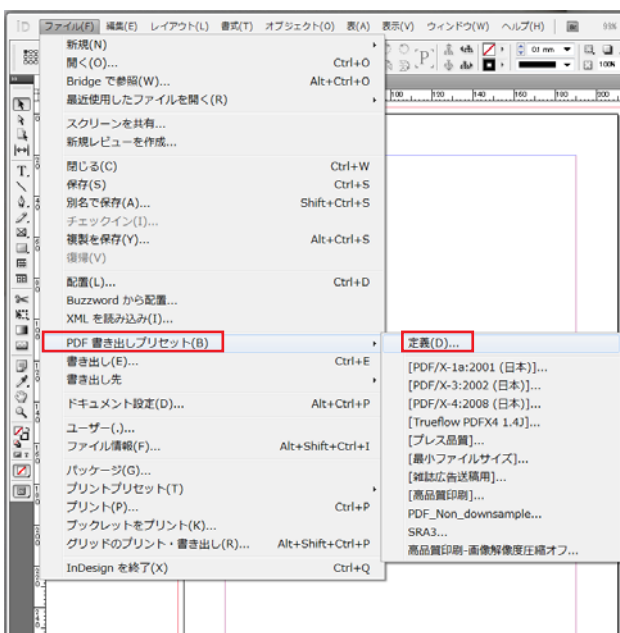 ID ファイル(F) 編集(E) レイアウト(L) 書式(T) オブジェクト(O) 表(A) 表示(V) ウィンドウ(W) ヘルプ(H)
新規(N)
開く(O)... Ctrl+O
Bridge で参照(W)... Alt+Ctrl+O
最近使用したファイルを開く(R)
スクリーンを共有...
新規レビューを作成...
閉じる(C) Ctrl+W
保存(S) Ctrl+S
別名で保存(A)... Shift+Ctrl+S
チェックイン(I)...
複製を保存(Y)... Alt+Ctrl+S
復帰(V)
配置(L)... Ctrl+D
Buzzword から配置...
XML を読み込み(I)...
PDF 書き出しプリセット(B)
書き出し(E)... Ctrl+E
書き出し先
ドキュメント設定(D)... Alt+Ctrl+P
ユーザー(.)...
ファイル情報(F)... Alt+Shift+Ctrl+I
パッケージ(G)...
プリントプリセット(T)
プリント(P)... Ctrl+P
ブックレットをプリント(K)...
グリッドのプリント・書き出し(R)... Alt+Shift+Ctrl+P
InDesign を終了(X) Ctrl+Q
定義(D)...
[PDF/X-1a:2001 (日本)]...
[PDF/X-3:2002 (日本)]...
[PDF/X-4:2008 (日本)]...
[Trueflow PDFX4 1.4J]...
[プレス品質]...
[最小ファイルサイズ]...
[雑誌広告送稿用]...
[高品質印刷]...
PDF_Non_downsample...
SRA3...
高品質印刷-画像解像度圧縮オフ...